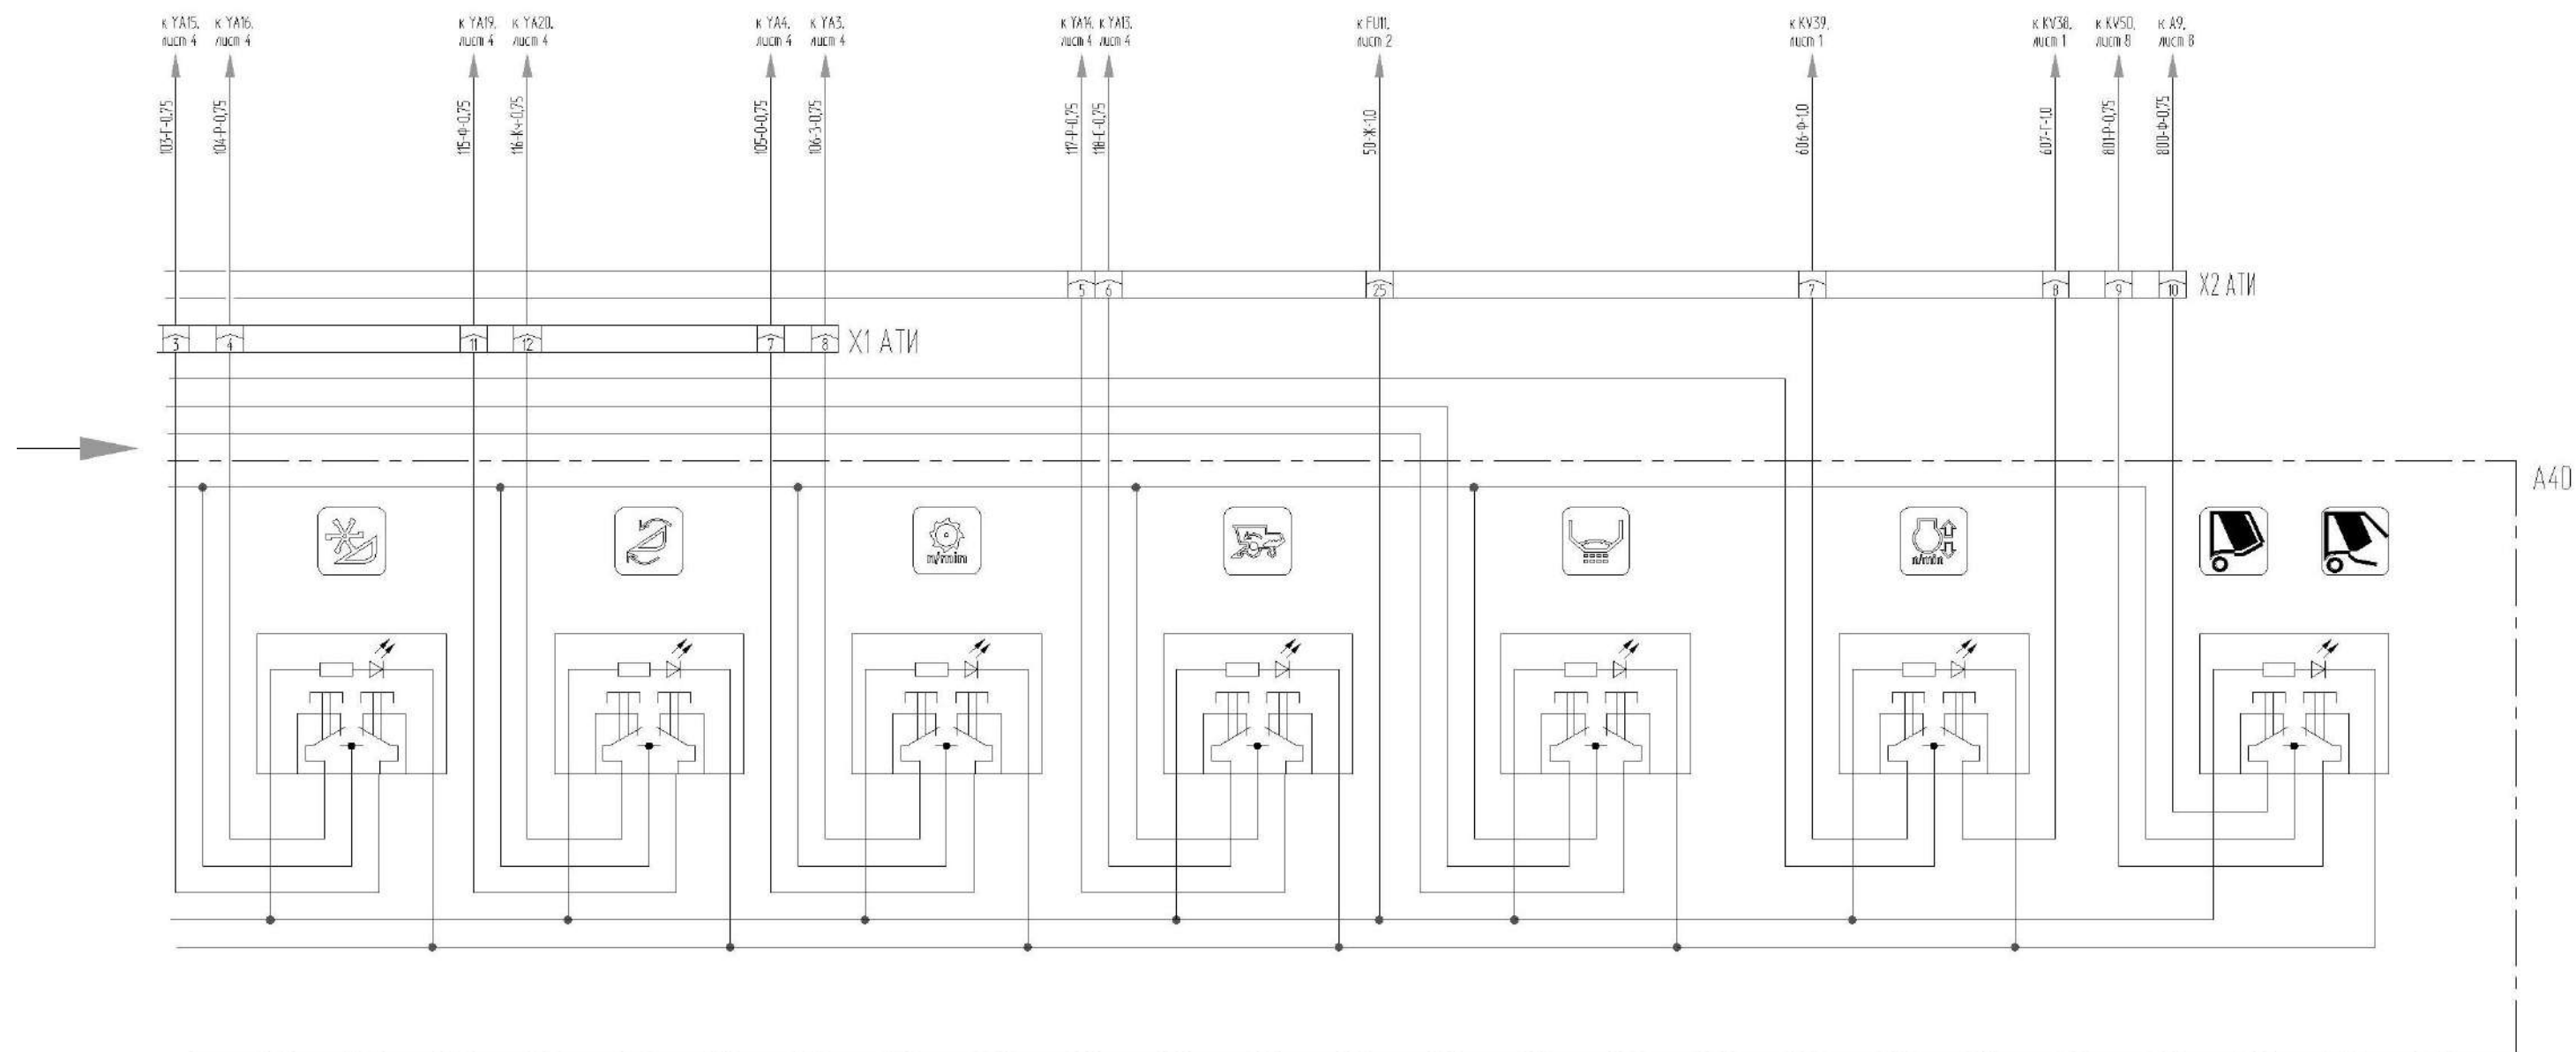 к YA15,
лист 4
к YA16,
лист 4
к YA19,
лист 4
к YA20,
лист 4
к YA4,
лист 4
к YA3,
лист 4
к YA14,
лист 4
к YA13,
лист 4
к FU11,
лист 2
к KV39,
лист 1
к KV38,
лист 1
к KV50,
лист 8
к A9,
лист 8
103-Г-0,75
104-Р-0,75
115-Ф-0,75
116-Кч-0,75
105-О-0,75
106-З-0,75
117-Р-0,75
118-С-0,75
50-Ж-1,0
606-Ф-1,0
607-Г-1,0
801-Р-0,75
800-Ф-0,75
5 6 25 7 8 9 10 X2 АТИ
3 4 11 12 7 8 X1 АТИ
A40
n/min
n/min